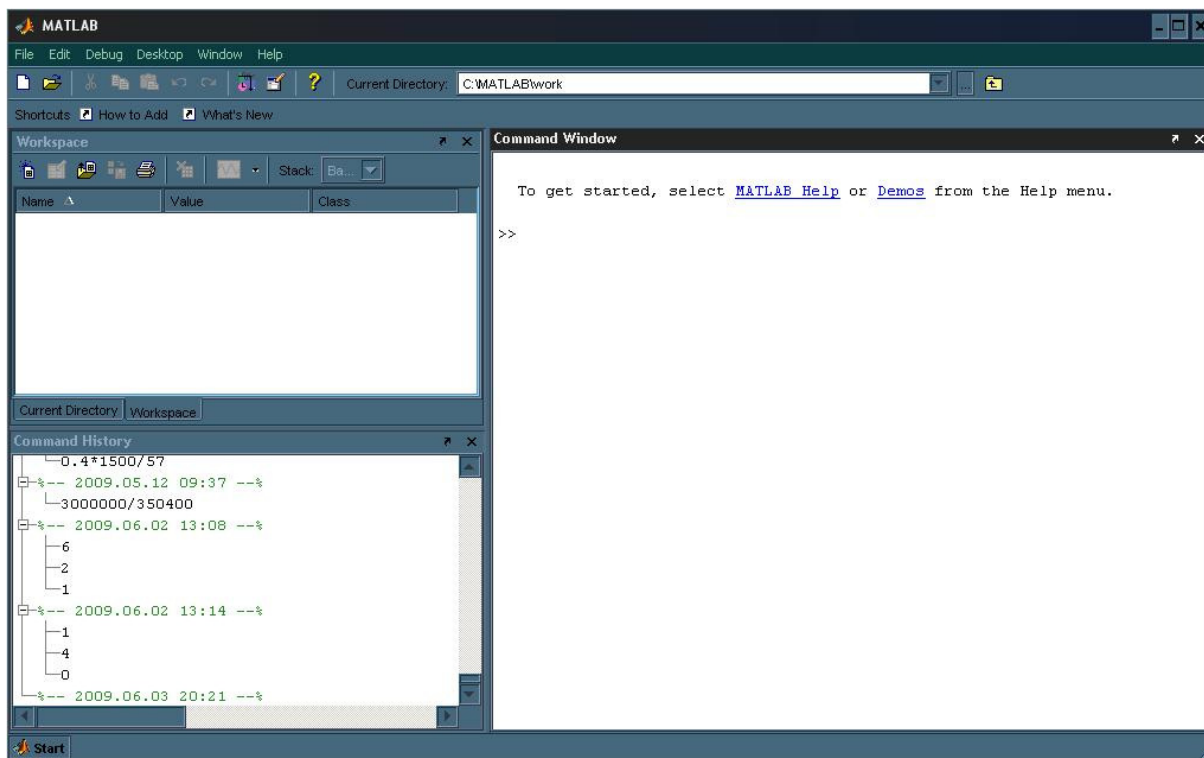 MATLAB
File Edit Debug Desktop Window Help
? Current Directory: C:\MATLAB\work ...
Shortcuts How to Add What's New
Workspace
Stack: Ba...
Name Value Class
Current Directory Workspace
Command History
0.4*1500/57
%-- 2009.05.12 09:37 --%
3000000/350400
%-- 2009.06.02 13:08 --%
6
2
1
%-- 2009.06.02 13:14 --%
1
4
0
%-- 2009.06.03 20:21 --%
Command Window
To get started, select MATLAB Help or Demos from the Help menu.
>>
Start